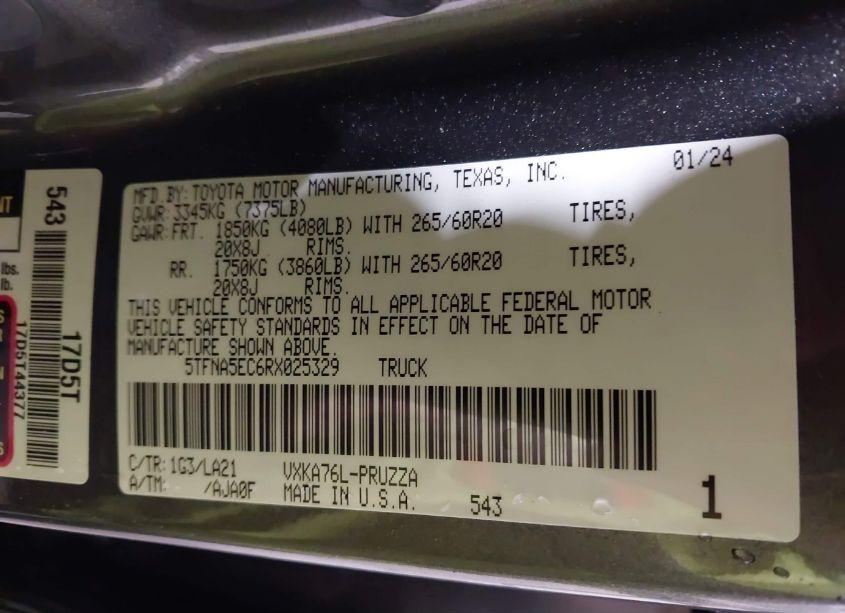 MFD.BY: TOYOTA MOTOR MANUFACTURING, TEXAS, INC. 01/24
GVWR: 3345KG (7375LB)
GAWR: FRT. 1850KG (4080LB) WITH 265/60R20 TIRES,
20X8J RIMS.
RR. 1750KG (3860LB) WITH 265/60R20 TIRES,
20X8J RIMS.
THIS VEHICLE CONFORMS TO ALL APPLICABLE FEDERAL MOTOR
VEHICLE SAFETY STANDARDS IN EFFECT ON THE DATE OF
MANUFACTURE SHOWN ABOVE.
5TFNA5EC6RX025329 TRUCK
C/TR: 1G3/LA21 VXKA76L-PRUZZA
A/TM: /AJA0F MADE IN U.S.A. 543 1
543
17D5T
17D5T44377
lbs.
lb.